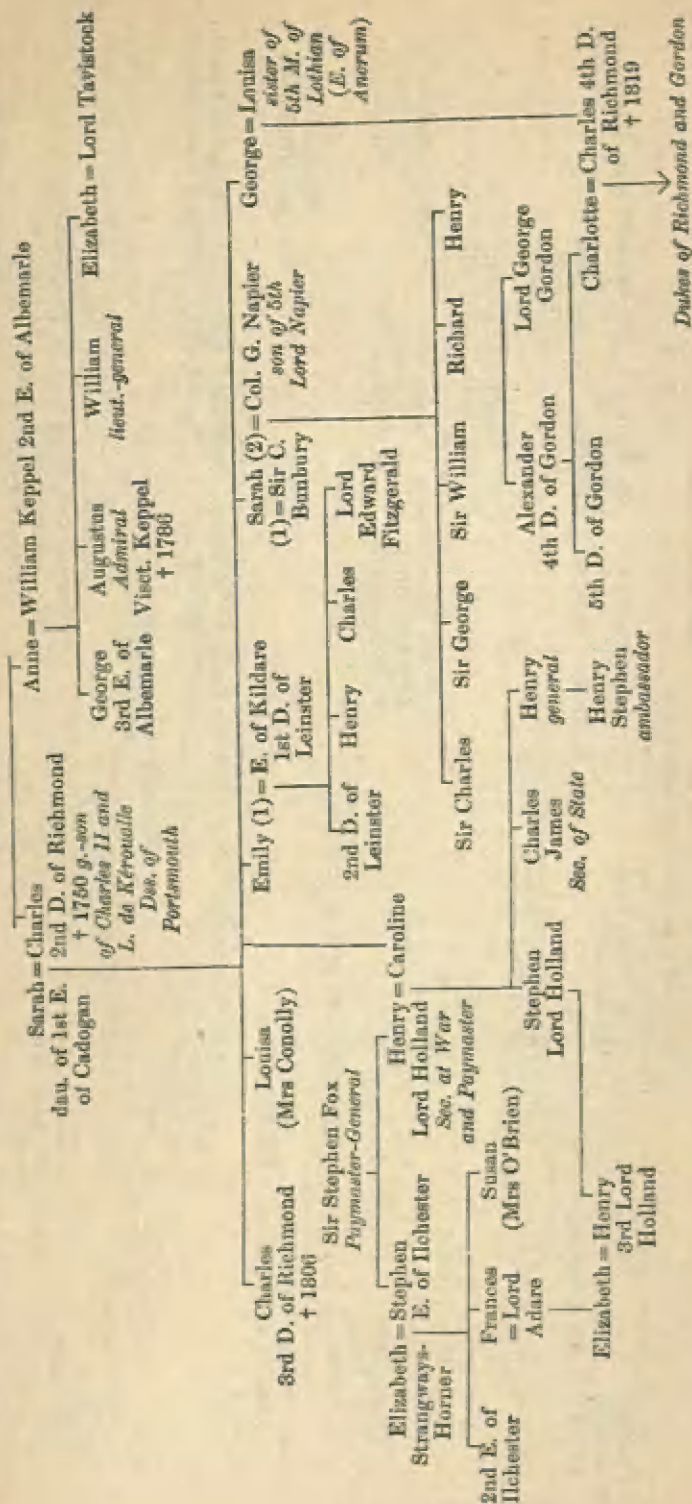 Sarah = Charles
dau. of 1st E. 2nd D. of Richmond
of Cadogan † 1750 g.-son
of Charles II and
L. de Kéroualle
Dss. of
Portsmouth
Anne = William Keppel 2nd E. of Albemarle
George
3rd E. of
Albemarle
Augustus
Admiral
Visct. Keppel
† 1786
William
lieut.-general
Elizabeth = Lord Tavistock
Charles
3rd D. of Richmond
† 1806
Louisa
(Mrs Conolly)
Emily (1) = E. of Kildare
1st D. of
Leinster
Sarah (2) = Col. G. Napier
(1) = Sir C. son of 5th
Bunbury Lord Napier
George = Louisa
sister of
5th M. of
Lothian
(E. of
Ancrum)
Sir Stephen Fox
Paymaster-General
2nd D. of
Leinster
Henry
Charles
Lord
Edward
Fitzgerald
Elizabeth = Stephen
Strangways- E. of Ilchester
Horner
Henry = Caroline
Lord Holland
Sec. at War
and Paymaster
Sir Charles
Sir George
Sir William
Richard
Henry
2nd E. of
Ilchester
Frances
= Lord
Adare
Susan
(Mrs O'Brien)
Stephen
Lord Holland
Charles
James
Sec. of State
Henry
general
Henry
Stephen
ambassador
Alexander
4th D. of Gordon
Lord George
Gordon
5th D. of Gordon
Charlotte = Charles 4th D.
of Richmond
† 1819
Elizabeth = Henry
3rd Lord
Holland
Dukes of Richmond and Gordon